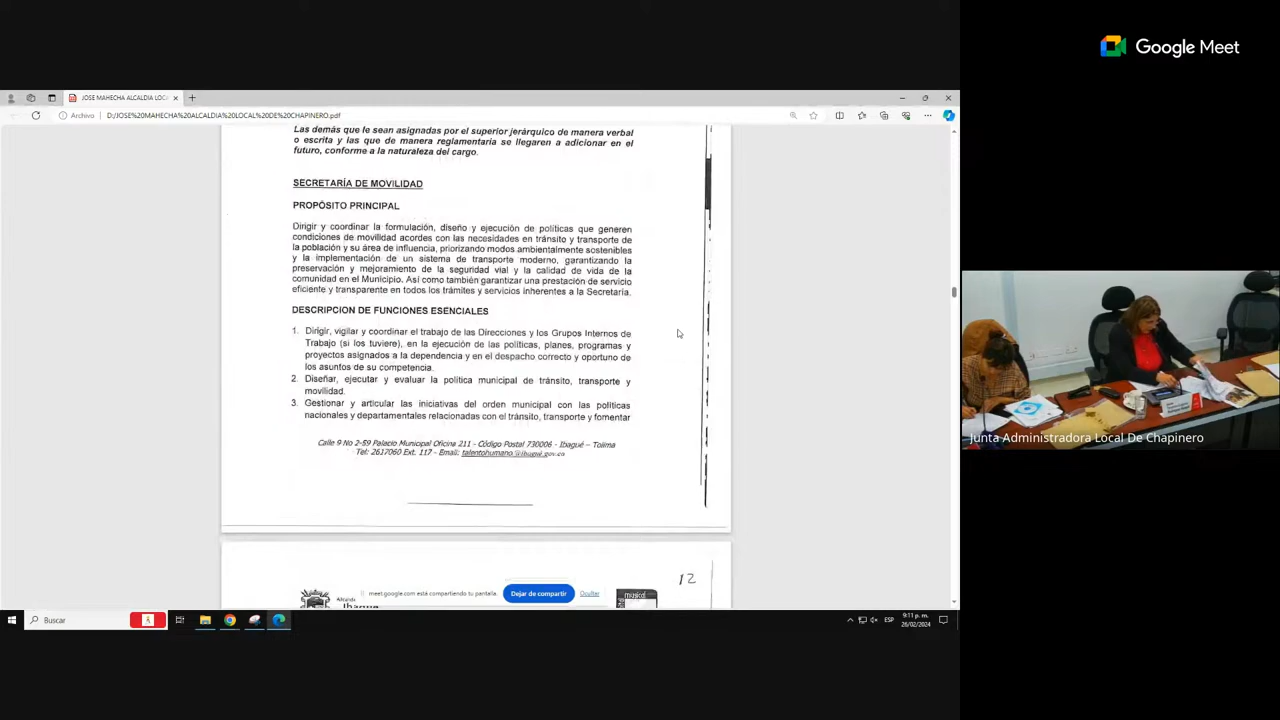 Google Meet
JOSE MAHECHA ALCALDIA LOCA
Archivo
D:/JOSE%20MAHECHA%20ALCALDIA%20LOCAL%20DE%20CHAPINERO.pdf
Las demás que le sean asignadas por el superior jerárquico de manera verbal
o escrita y las que de manera reglamentaria se llegaren a adicionar en el
futuro, conforme a la naturaleza del cargo.
SECRETARÍA DE MOVILIDAD
PROPÓSITO PRINCIPAL
Dirigir y coordinar la formulación, diseño y ejecución de políticas que generen
condiciones de movilidad acordes con las necesidades en tránsito y transporte de
la población y su área de influencia, priorizando modos ambientalmente sostenibles
y la implementación de un sistema de transporte moderno, garantizando la
preservación y mejoramiento de la seguridad vial y la calidad de vida de la
comunidad en el Municipio. Así como también garantizar una prestación de servicio
eficiente y transparente en todos los trámites y servicios inherentes a la Secretaría.
DESCRIPCION DE FUNCIONES ESENCIALES
1. Dirigir, vigilar y coordinar el trabajo de las Direcciones y los Grupos Internos de
Trabajo (si los tuviere), en la ejecución de las políticas, planes, programas y
proyectos asignados a la dependencia y en el despacho correcto y oportuno de
los asuntos de su competencia.
2. Diseñar, ejecutar y evaluar la política municipal de tránsito, transporte y
movilidad.
3. Gestionar y articular las iniciativas del orden municipal con las políticas
nacionales y departamentales relacionadas con el tránsito, transporte y fomentar
Calle 9 No 2-59 Palacio Municipal Oficina 211 - Código Postal 730006 - Ibagué – Tolima
Tel: 2617060 Ext. 117 - Email: talentohumano@ibague.gov.co
12
meet.google.com está compartiendo tu pantalla.
Dejar de compartir
Ocultar
musical
Junta Administradora Local De Chapinero
Buscar
ESP
9:11 p. m.
26/02/2024